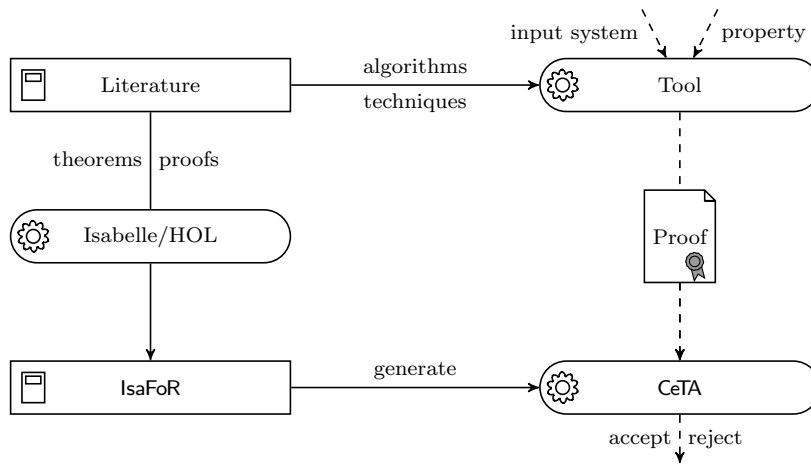 input system property
Literature
algorithms
techniques
Tool
theorems proofs
Isabelle/HOL
Proof
IsaFoR
generate
CeTA
accept reject